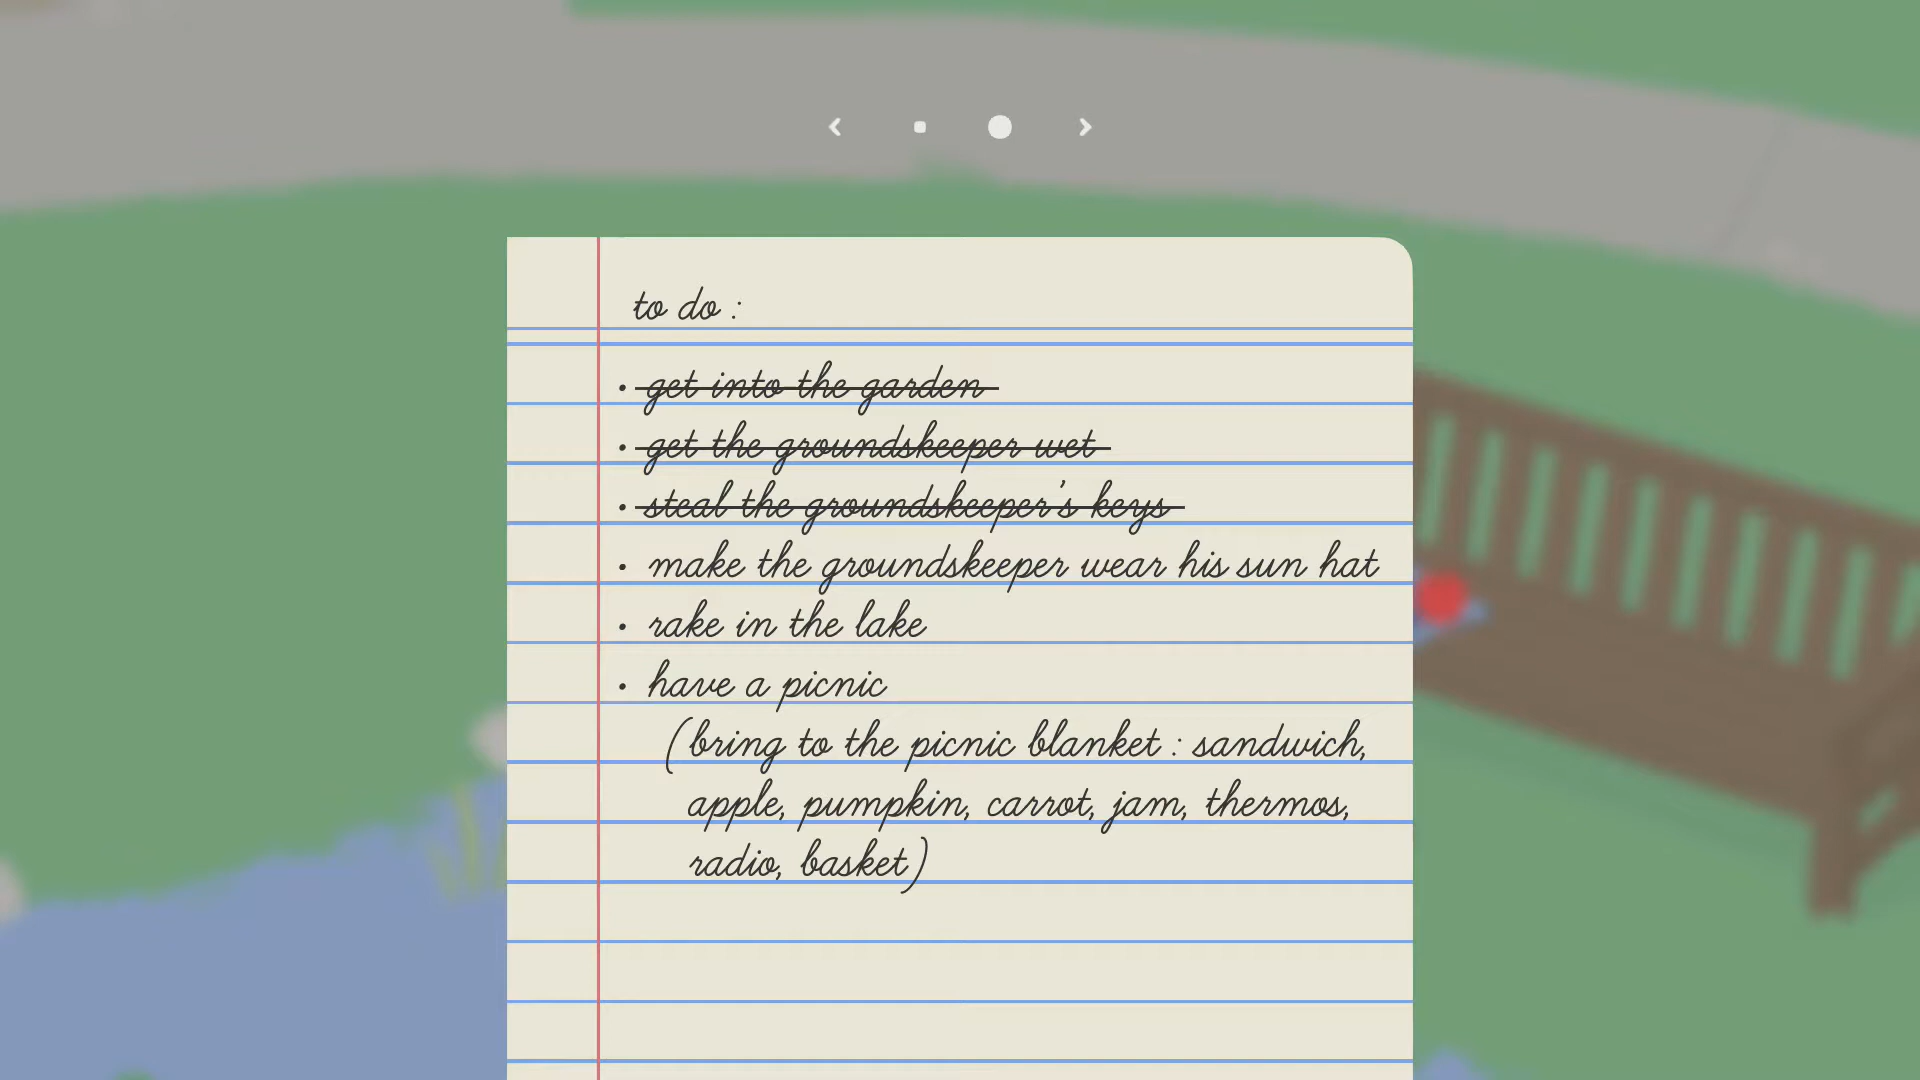 to do :
• get into the garden
• get the groundskeeper wet
• steal the groundskeeper's keys
• make the groundskeeper wear his sun hat
• rake in the lake
• have a picnic
(bring to the picnic blanket : sandwich,
apple, pumpkin, carrot, jam, thermos,
radio, basket)